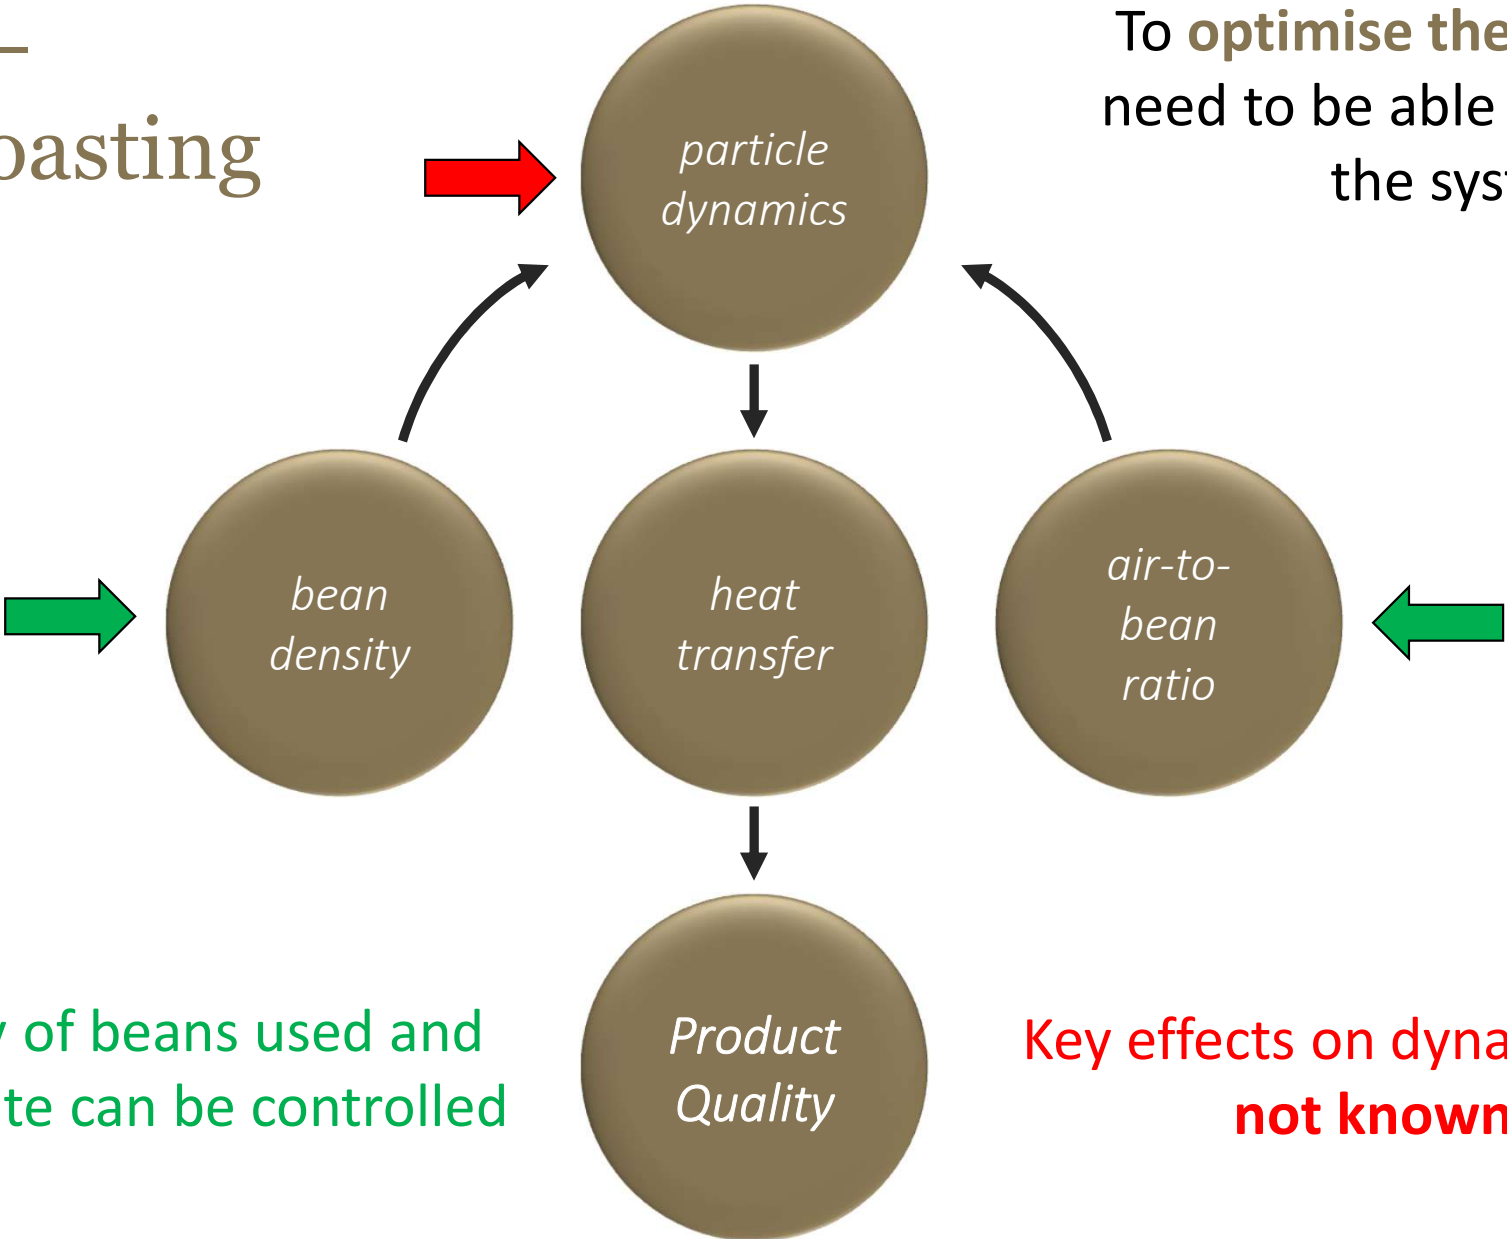 oasting
To optimise the
need to be able
the sys
particle
dynamics
bean
density
heat
transfer
air-to-
bean
ratio
y of beans used and
te can be controlled
Product
Quality
Key effects on dyna
not known